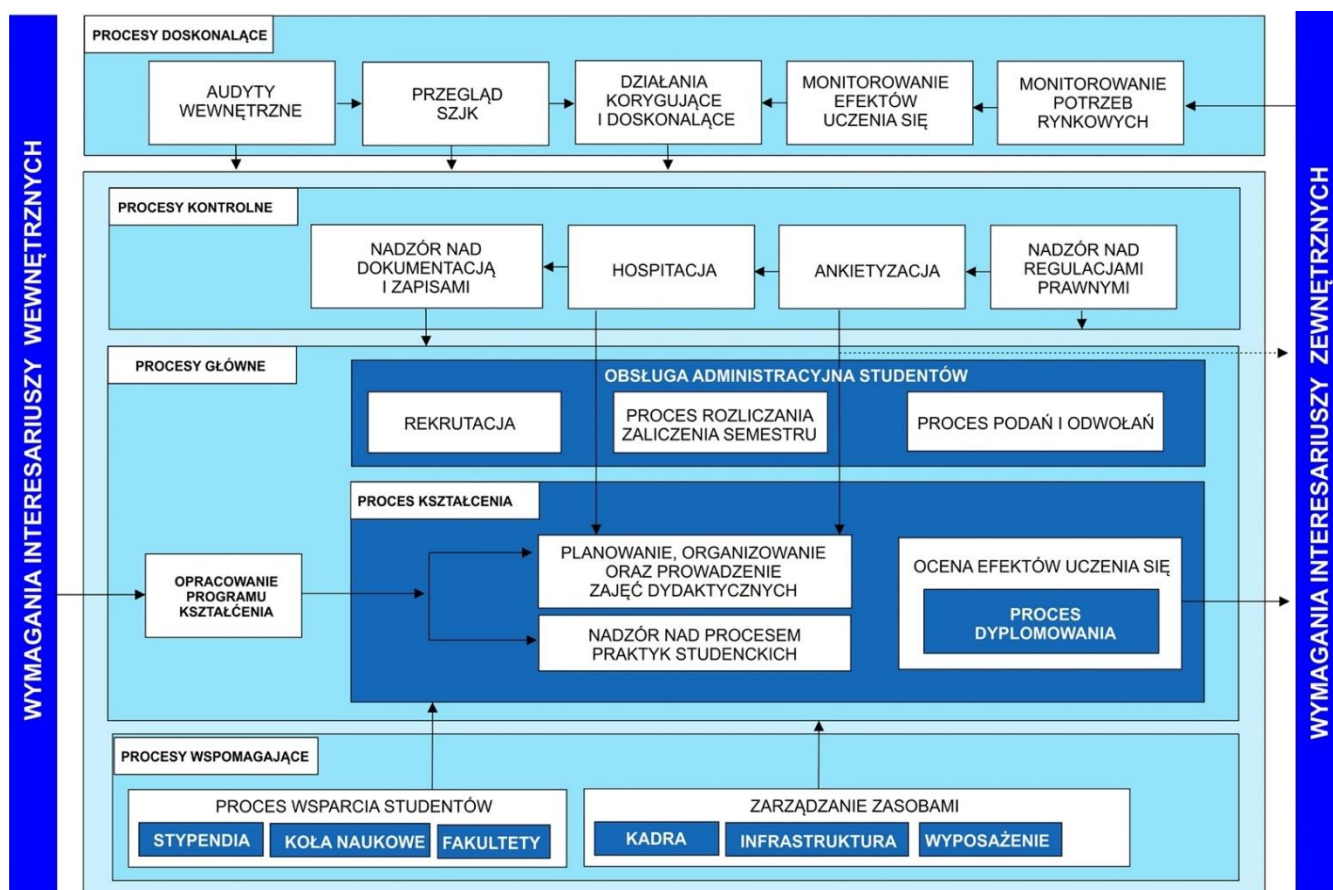 WYMAGANIA INTERESARIUSZY WEWNĘTRZNYCH
PROCESY DOSKONALĄCE
AUDYTY
WEWNĘTRZNE
PRZEGLĄD
SZJK
DZIAŁANIA
KORYGUJĄCE
I DOSKONALĄCE
MONITOROWANIE
EFEKTÓW
UCZENIA SIĘ
MONITOROWANIE
POTRZEB
RYNKOWYCH
PROCESY KONTROLNE
NADZÓR NAD
DOKUMENTACJĄ
I ZAPISAMI
HOSPITACJA
ANKIETYZACJA
NADZÓR NAD
REGULACJAMI
PRAWNYMI
PROCESY GŁÓWNE
OBSŁUGA ADMINISTRACYJNA STUDENTÓW
REKRUTACJA
PROCES ROZLICZANIA
ZALICZENIA SEMESTRU
PROCES PODAŃ I ODWOŁAŃ
PROCES KSZTAŁCENIA
OPRACOWANIE
PROGRAMU
KSZTAŁĆENIA
PLANOWANIE, ORGANIZOWANIE
ORAZ PROWADZENIE
ZAJĘĆ DYDAKTYCZNYCH
NADZÓR NAD PROCESEM
PRAKTYK STUDENCKICH
OCENA EFEKTÓW UCZENIA SIĘ
PROCES
DYPLOMOWANIA
PROCESY WSPOMAGAJĄCE
PROCES WSPARCIA STUDENTÓW
STYPENDIA
KOŁA NAUKOWE
FAKULTETY
ZARZĄDZANIE ZASOBAMI
KADRA
INFRASTRUKTURA
WYPOSAŻENIE
WYMAGANIA INTERESARIUSZY ZEWNĘTRZNYCH